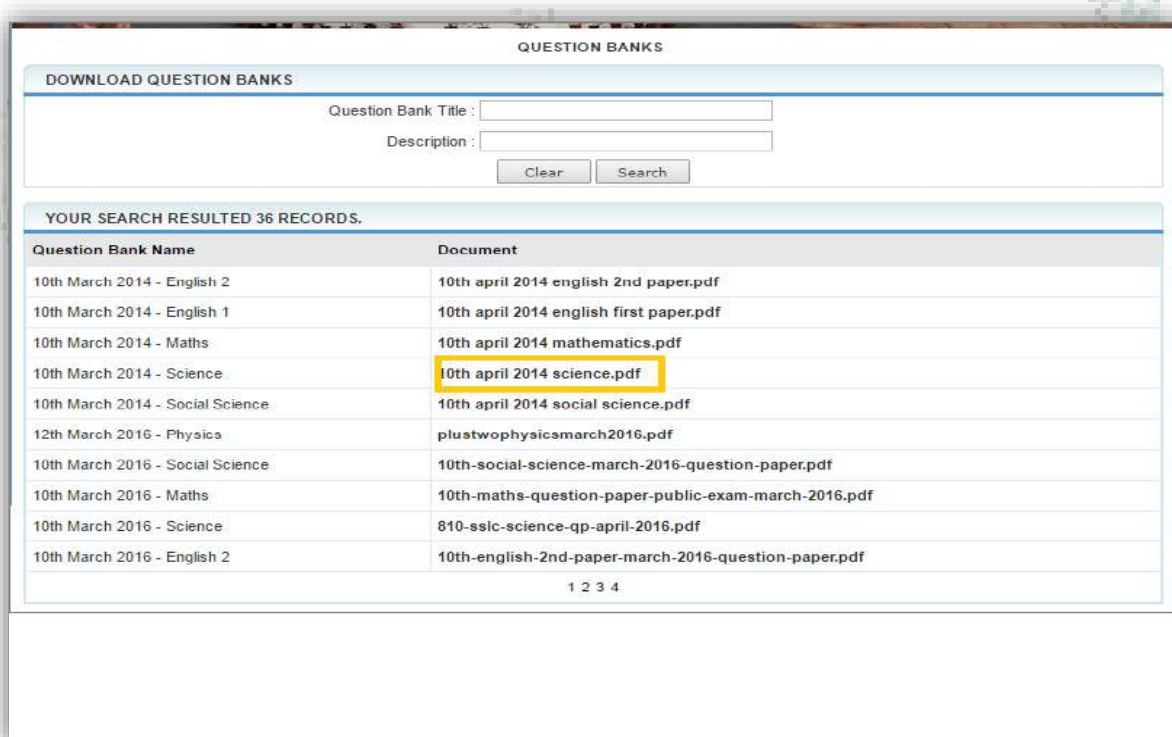 QUESTION BANKS
DOWNLOAD QUESTION BANKS
Question Bank Title :
Description :
Clear Search
YOUR SEARCH RESULTED 36 RECORDS.
Question Bank Name Document
10th March 2014 - English 2 10th april 2014 english 2nd paper.pdf
10th March 2014 - English 1 10th april 2014 english first paper.pdf
10th March 2014 - Maths 10th april 2014 mathematics.pdf
10th March 2014 - Science 10th april 2014 science.pdf
10th March 2014 - Social Science 10th april 2014 social science.pdf
12th March 2016 - Physics plustwophysicsmarch2016.pdf
10th March 2016 - Social Science 10th-social-science-march-2016-question-paper.pdf
10th March 2016 - Maths 10th-maths-question-paper-public-exam-march-2016.pdf
10th March 2016 - Science 810-sslc-science-qp-april-2016.pdf
10th March 2016 - English 2 10th-english-2nd-paper-march-2016-question-paper.pdf
1 2 3 4